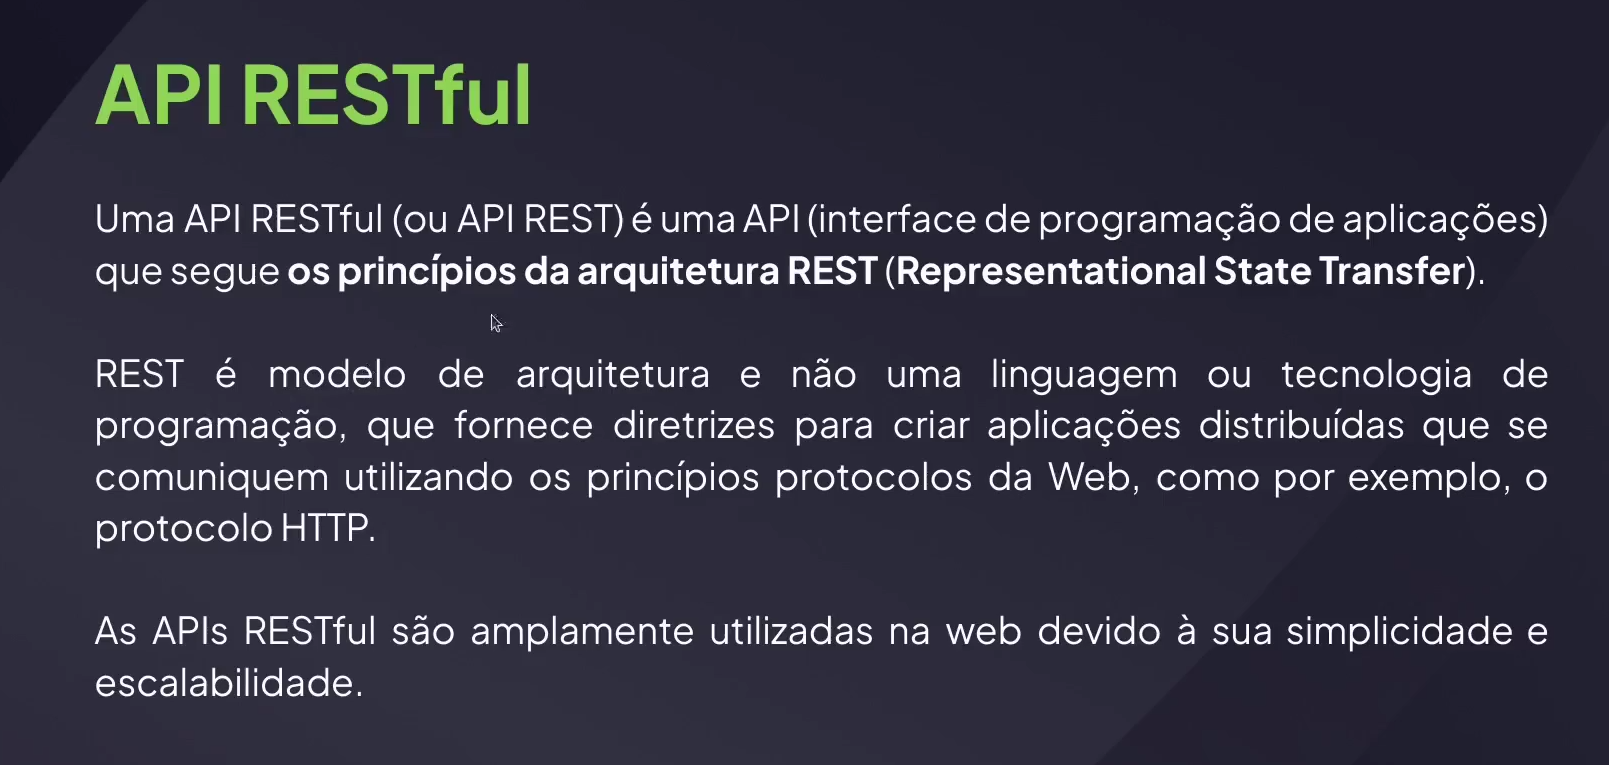 API RESTful
Uma API RESTful (ou API REST) é uma API (interface de programação de aplicações)
que segue os princípios da arquitetura REST (Representational State Transfer).
REST é modelo de arquitetura e não uma linguagem ou tecnologia de
programação, que fornece diretrizes para criar aplicações distribuídas que se
comuniquem utilizando os princípios protocolos da Web, como por exemplo, o
protocolo HTTP.
As APIs RESTful são amplamente utilizadas na web devido à sua simplicidade e
escalabilidade.